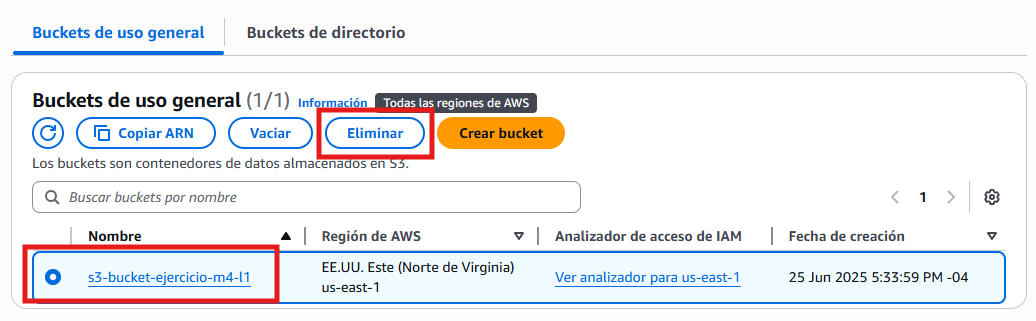 Buckets de uso general
Buckets de directorio
Buckets de uso general (1/1) Información Todas las regiones de AWS
Copiar ARN Vaciar Eliminar Crear bucket
Los buckets son contenedores de datos almacenados en S3.
Buscar buckets por nombre
1
Nombre Región de AWS Analizador de acceso de IAM Fecha de creación
s3-bucket-ejercicio-m4-l1 EE.UU. Este (Norte de Virginia) us-east-1 Ver analizador para us-east-1 25 Jun 2025 5:33:59 PM -04